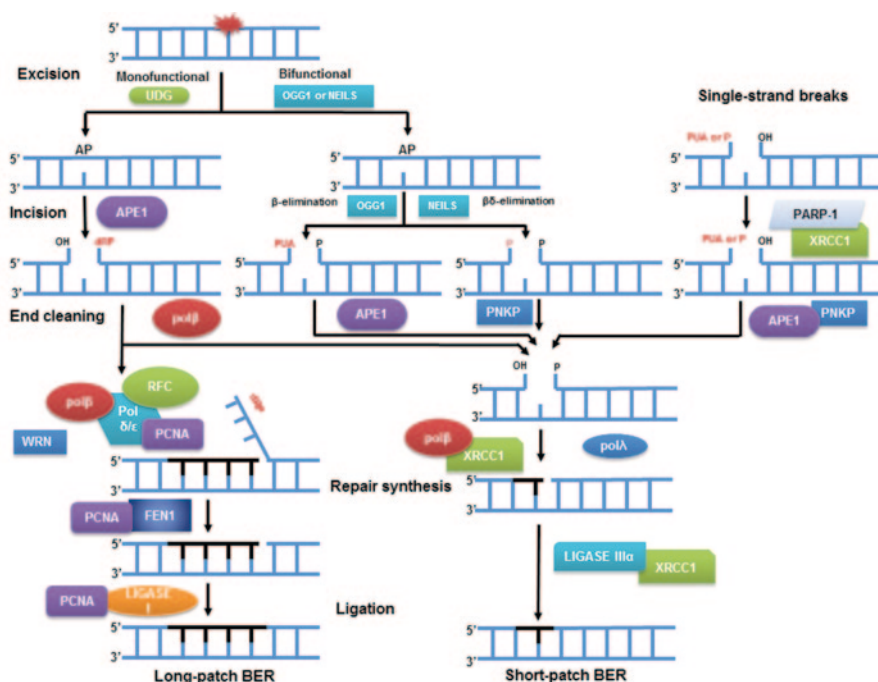 5'
3'
Excision
Monofunctional
Bifunctional
UDG
OGG1 or NEILS
Single-strand breaks
AP
AP
PUA or P
OH
5'
3'
5'
3'
5'
3'
Incision
APE1
β-elimination
OGG1
NEILS
βδ-elimination
PARP-1
XRCC1
OH
dRP
PUA
P
P
P
PUA or P
OH
5'
3'
5'
3'
5'
3'
5'
3'
End cleaning
polβ
APE1
PNKP
APE1
PNKP
OH
P
polβ
RFC
Pol
δ/ε
PCNA
WRN
5'
3'
polβ
XRCC1
polλ
5'
3'
Repair synthesis
5'
3'
PCNA
FEN1
LIGASE IIIα
XRCC1
5'
3'
PCNA
LIGASE
I
Ligation
5'
3'
5'
3'
Long-patch BER
Short-patch BER